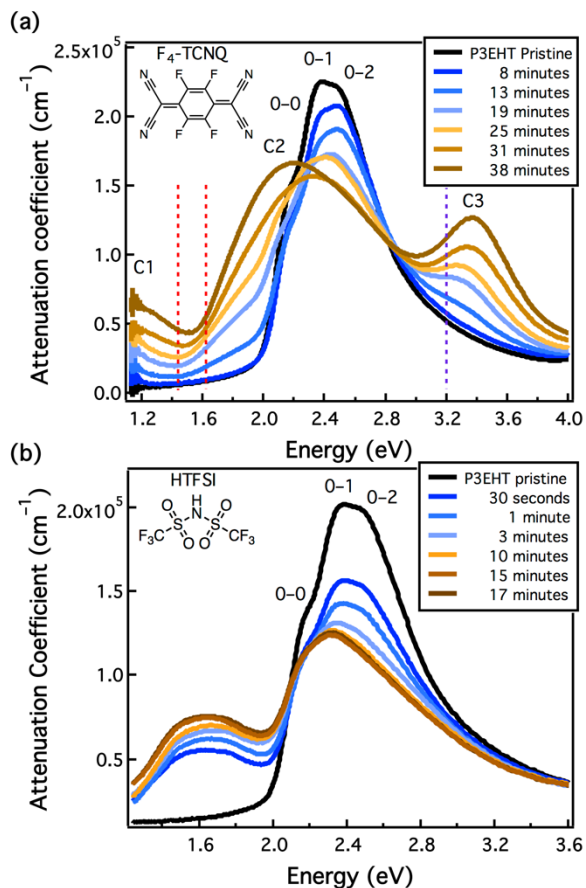 (a)
F4-TCNQ
N
N
F
F
N
F
F
N
0–1
0–2
0–0
C2
C1
C3
P3EHT Pristine
8 minutes
13 minutes
19 minutes
25 minutes
31 minutes
38 minutes
Attenuation coefficient (cm⁻¹)
2.5x10⁵
2.0
1.5
1.0
0.5
0.0
1.2
1.6
2.0
2.4
2.8
3.2
3.6
4.0
Energy (eV)
(b)
HTFSI
H
O
N
O
S
S
F3C
O
O
CF3
0–1
0–2
0–0
P3EHT pristine
30 seconds
1 minute
3 minutes
10 minutes
15 minutes
17 minutes
Attenuation Coefficient (cm⁻¹)
2.0x10⁵
1.5
1.0
0.5
1.6
2.0
2.4
2.8
3.2
3.6
Energy (eV)